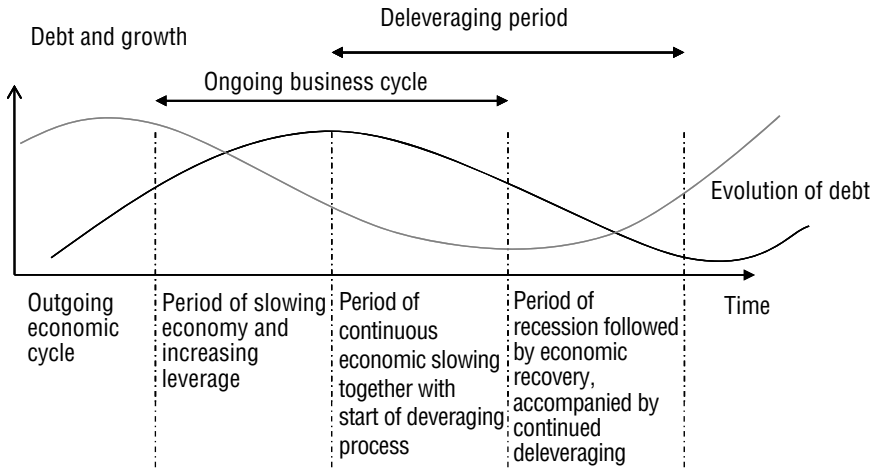 Deleveraging period
Debt and growth
Ongoing business cycle
Evolution of debt
Time
Outgoing
economic
cycle
Period of slowing
economy and
increasing
leverage
Period of
continuous
economic slowing
together with
start of deveraging
process
Period of
recession followed
by economic
recovery,
accompanied by
continued
deleveraging